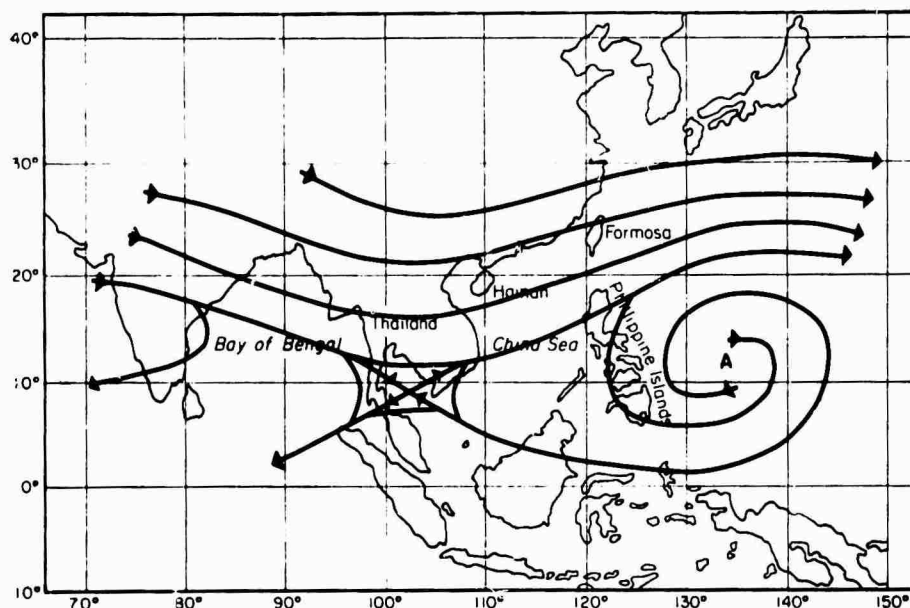 40°
30°
20°
10°
0°
10°
70°
80°
90°
100°
110°
120°
130°
140°
150°
Formosa
Hainan
Thailand
Bay of Bengal
China Sea
Philippine Islands
A